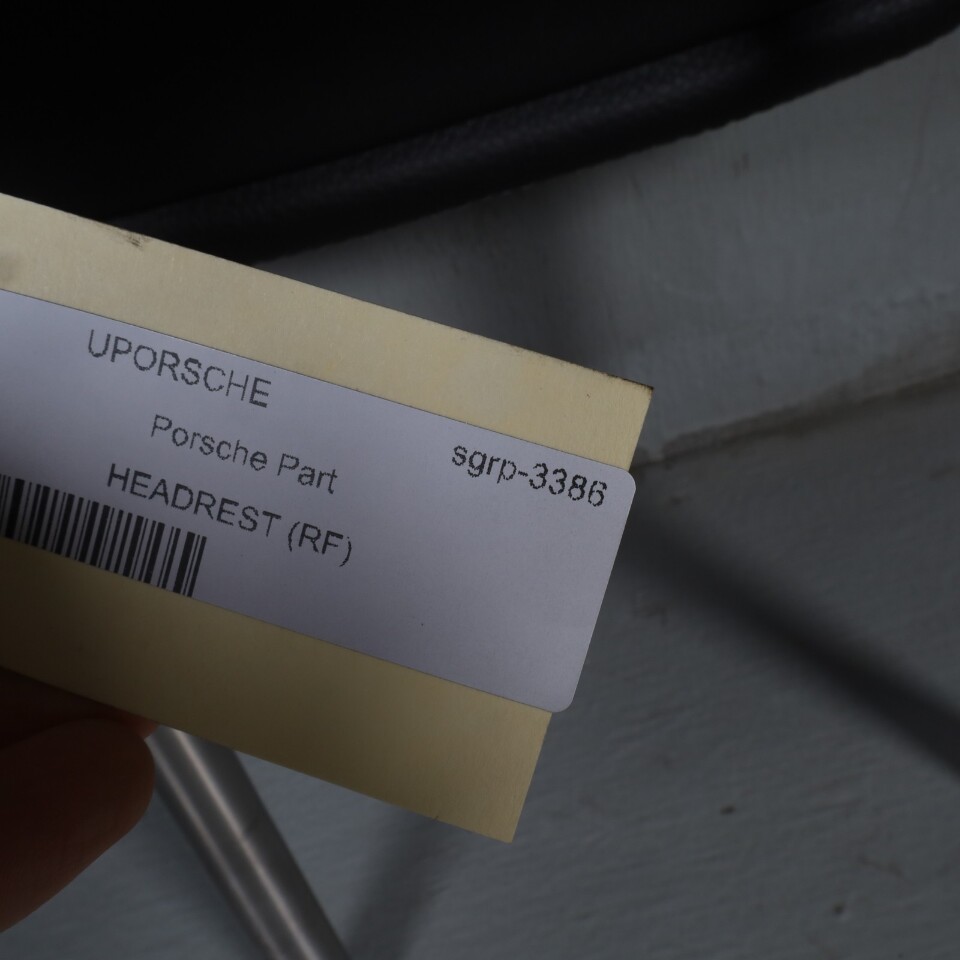 UPORSCHE
Porsche Part
sgrp-3386
HEADREST (RF)